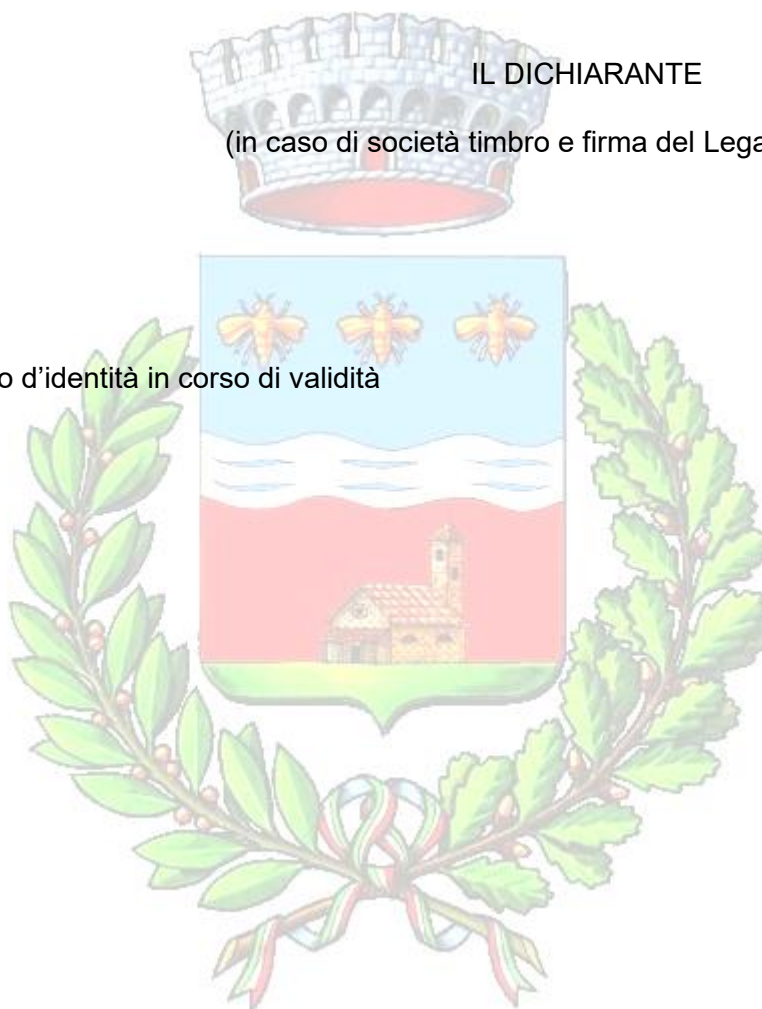 IL DICHIARANTE
(in caso di società timbro e firma del Lega
o d’identità in corso di validità